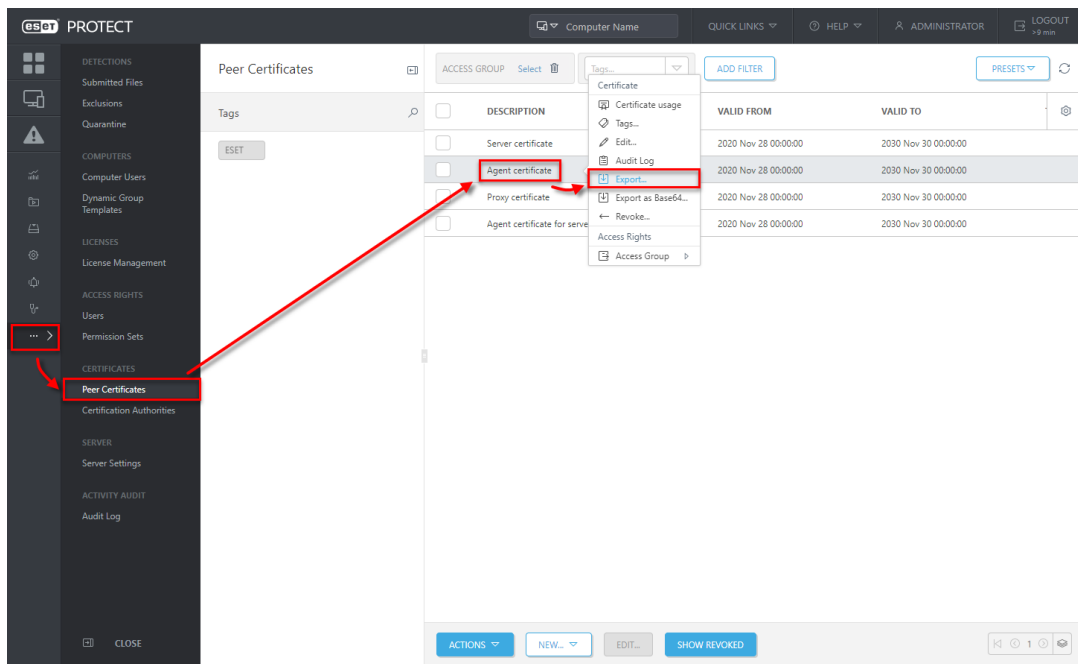 eset PROTECT
Computer Name
QUICK LINKS
HELP
ADMINISTRATOR
LOGOUT
>9 min
DETECTIONS
Submitted Files
Exclusions
Quarantine
COMPUTERS
Computer Users
Dynamic Group
Templates
LICENSES
License Management
ACCESS RIGHTS
Users
Permission Sets
CERTIFICATES
Peer Certificates
Certification Authorities
SERVER
Server Settings
ACTIVITY AUDIT
Audit Log
CLOSE
Peer Certificates
Tags
ESET
ACCESS GROUP Select
Tags...
ADD FILTER
PRESETS
DESCRIPTION VALID FROM VALID TO
Server certificate 2020 Nov 28 00:00:00 2030 Nov 30 00:00:00
Agent certificate 2020 Nov 28 00:00:00 2030 Nov 30 00:00:00
Proxy certificate 2020 Nov 28 00:00:00 2030 Nov 30 00:00:00
Agent certificate for serve 2020 Nov 28 00:00:00 2030 Nov 30 00:00:00
Certificate
Certificate usage
Tags...
Edit...
Audit Log
Export...
Export as Base64...
Revoke...
Access Rights
Access Group
ACTIONS
NEW...
EDIT...
SHOW REVOKED
1